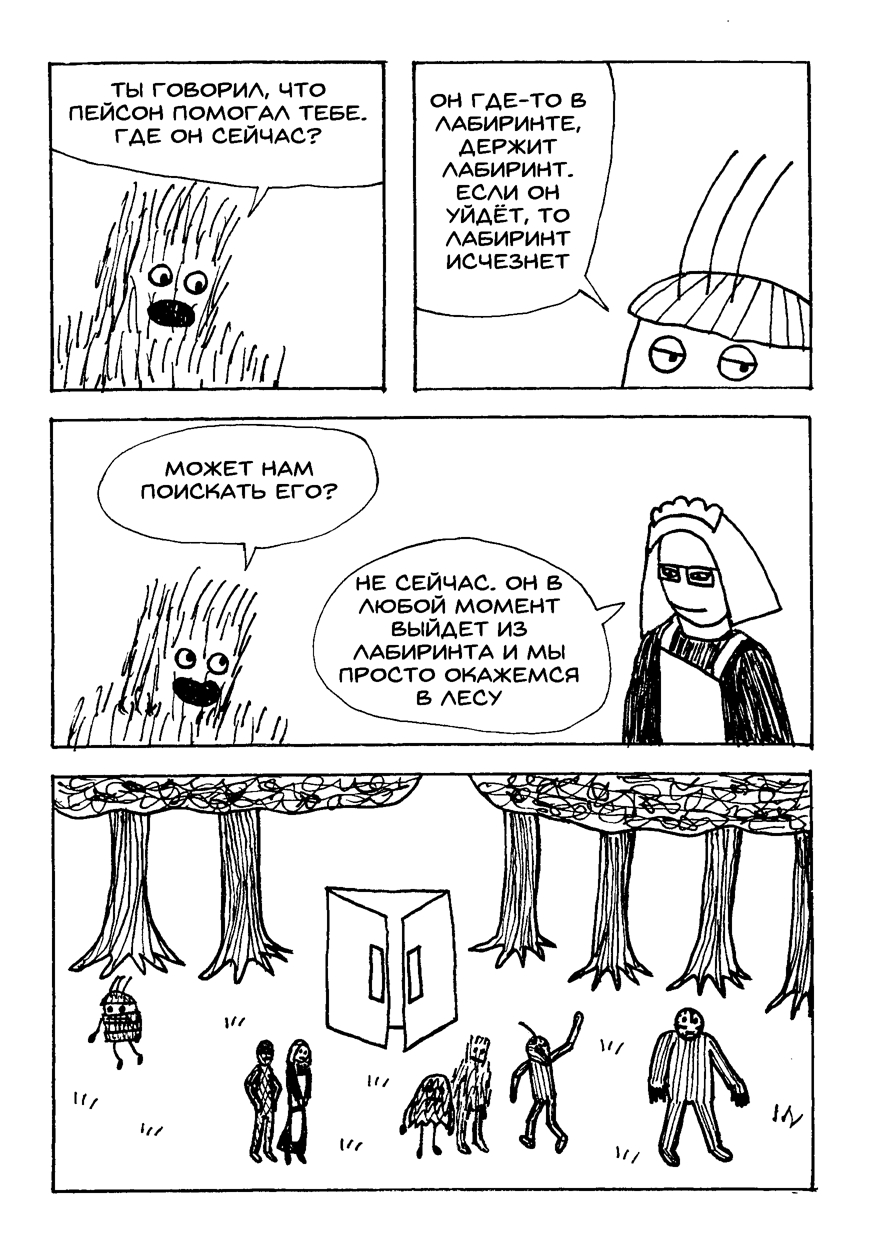 ТЫ ГОВОРИЛ, ЧТО
ПЕЙСОН ПОМОГАЛ ТЕБЕ.
ГДЕ ОН СЕЙЧАС?
ОН ГДЕ-ТО В
ЛАБИРИНТЕ,
ДЕРЖИТ
ЛАБИРИНТ.
ЕСЛИ ОН
УЙДЁТ, ТО
ЛАБИРИНТ
ИСЧЕЗНЕТ
МОЖЕТ НАМ
ПОИСКАТЬ ЕГО?
НЕ СЕЙЧАС. ОН В
ЛЮБОЙ МОМЕНТ
ВЫЙДЕТ ИЗ
ЛАБИРИНТА И МЫ
ПРОСТО ОКАЖЕМСЯ
В ЛЕСУ